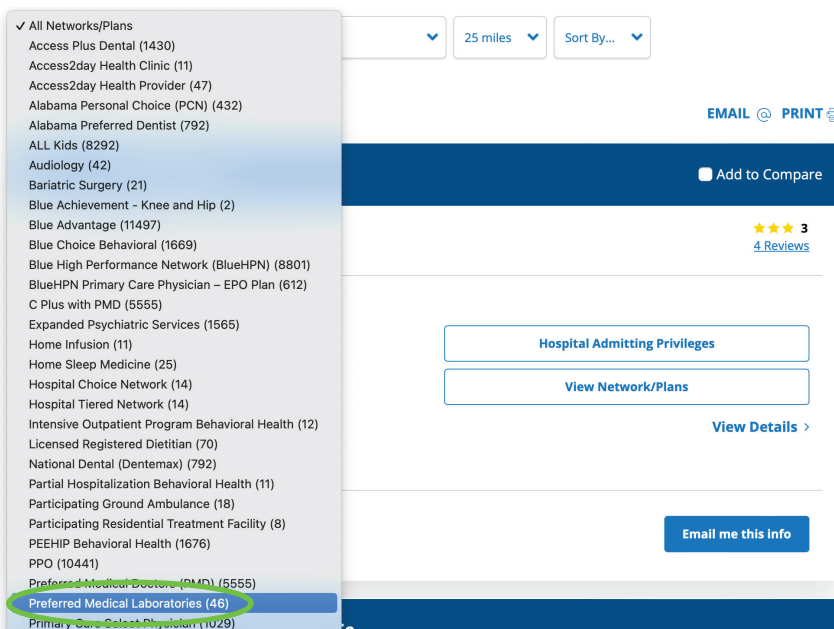 ✓ All Networks/Plans
Access Plus Dental (1430)
Access2day Health Clinic (11)
Access2day Health Provider (47)
Alabama Personal Choice (PCN) (432)
Alabama Preferred Dentist (792)
ALL Kids (8292)
Audiology (42)
Bariatric Surgery (21)
Blue Achievement - Knee and Hip (2)
Blue Advantage (11497)
Blue Choice Behavioral (1669)
Blue High Performance Network (BlueHPN) (8801)
BlueHPN Primary Care Physician – EPO Plan (612)
C Plus with PMD (5555)
Expanded Psychiatric Services (1565)
Home Infusion (11)
Home Sleep Medicine (25)
Hospital Choice Network (14)
Hospital Tiered Network (14)
Intensive Outpatient Program Behavioral Health (12)
Licensed Registered Dietitian (70)
National Dental (Dentemax) (792)
Partial Hospitalization Behavioral Health (11)
Participating Ground Ambulance (18)
Participating Residential Treatment Facility (8)
PEEHIP Behavioral Health (1676)
PPO (10441)
Preferred Medical Doctors (PMD) (5555)
Preferred Medical Laboratories (46)
Primary Care Select Physician (1029)
25 miles
Sort By...
EMAIL @ PRINT
Add to Compare
3
4 Reviews
Hospital Admitting Privileges
View Network/Plans
View Details >
Email me this info